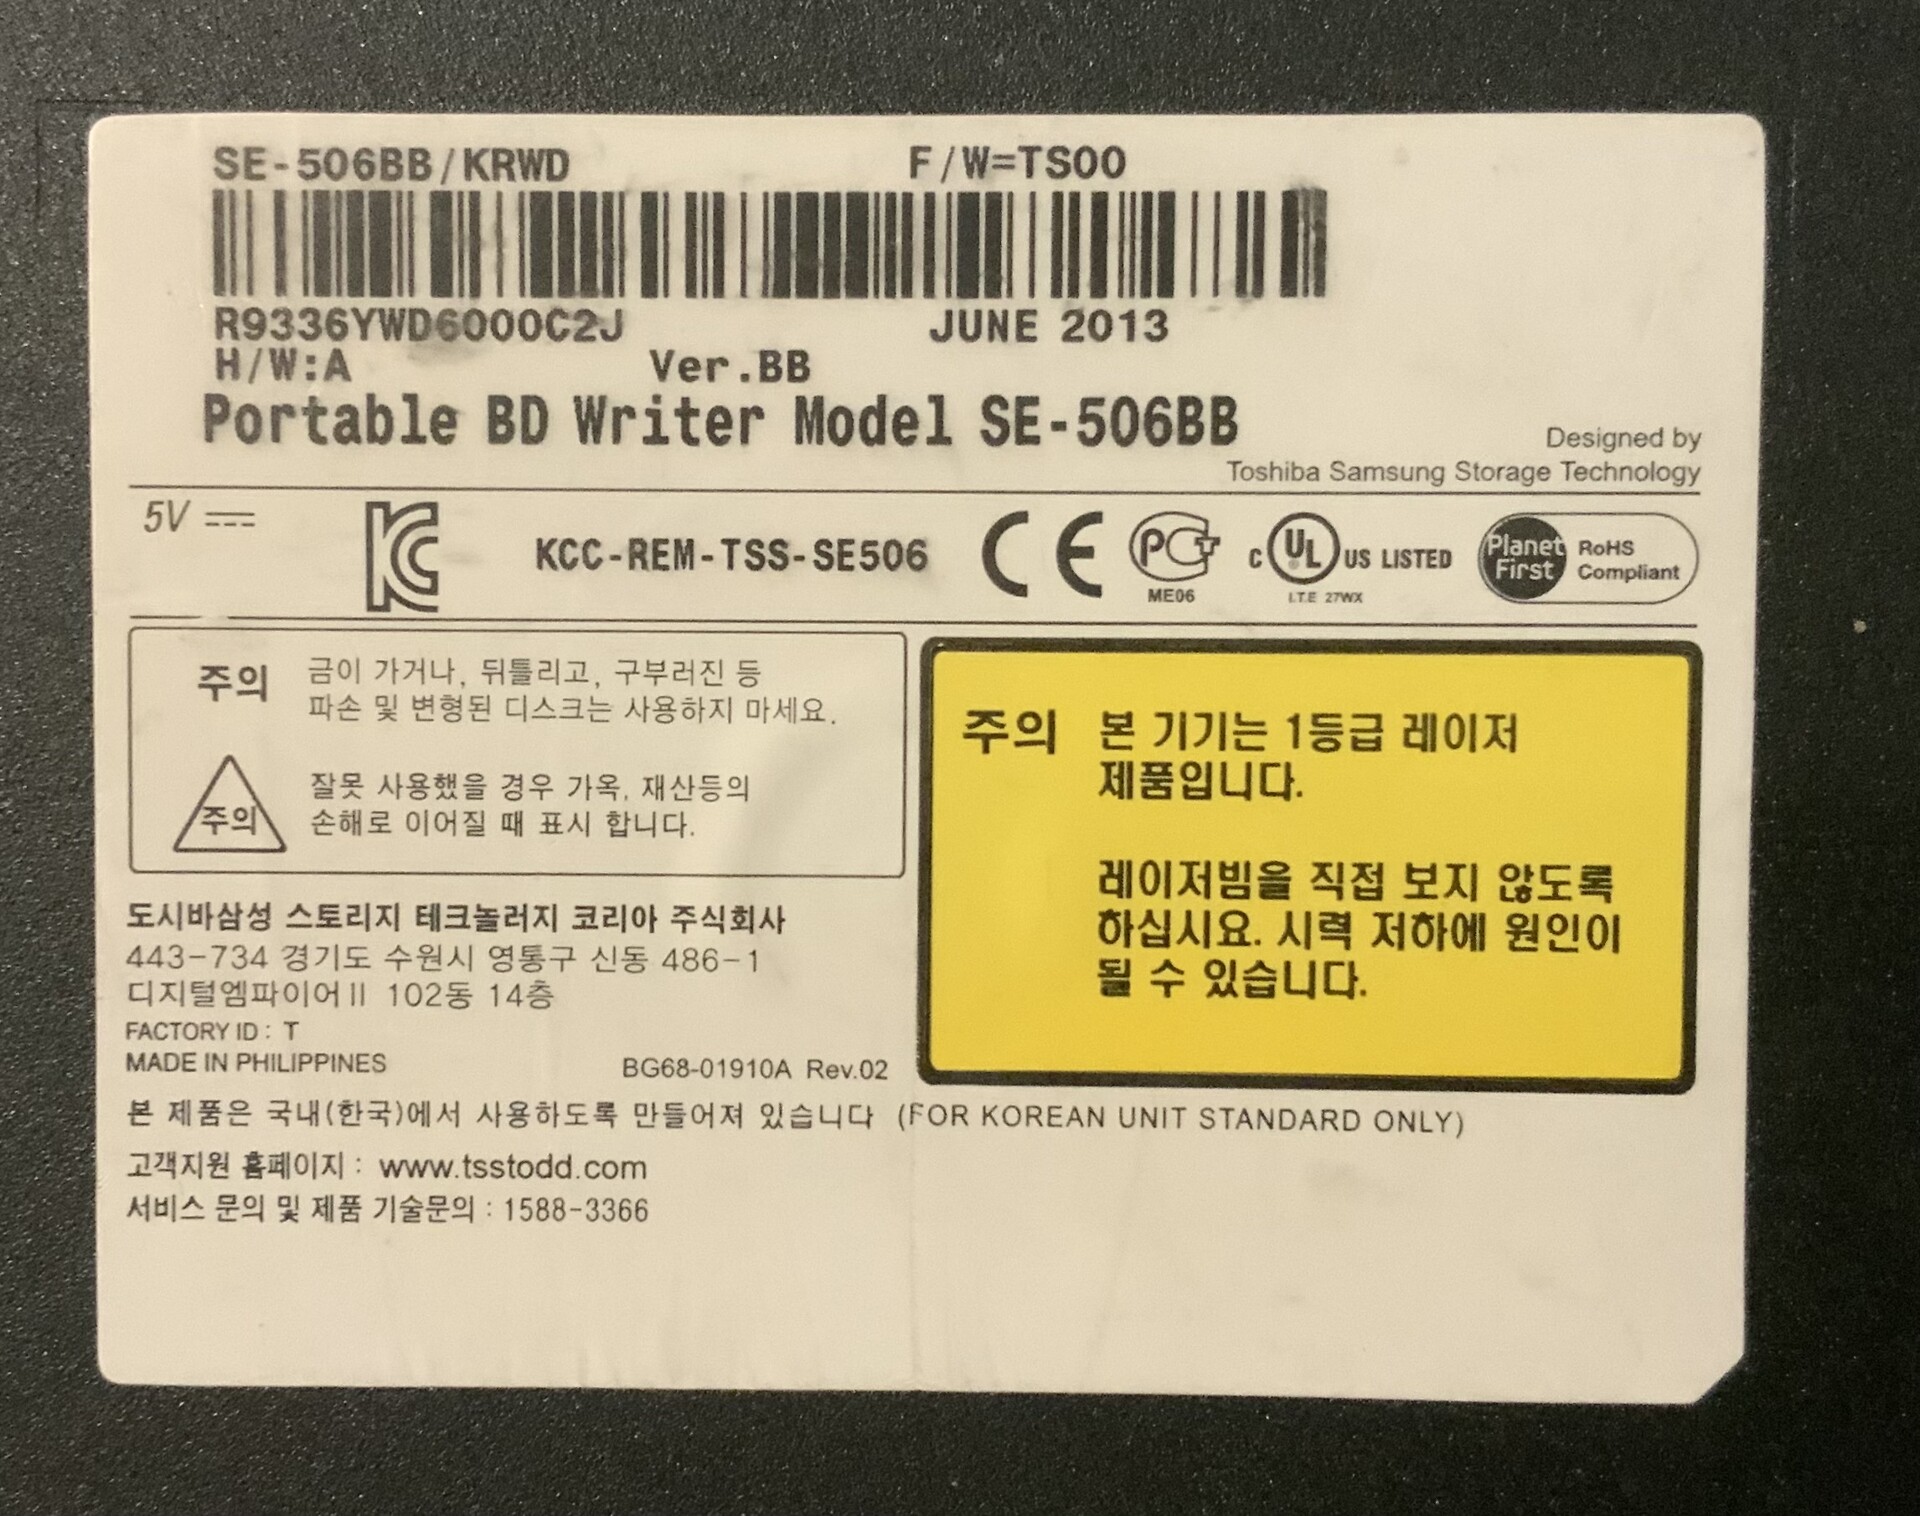 SE-506BB/KRWD F/W=TS00
R9336YWD6000C2J JUNE 2013
H/W:A Ver.BB
Portable BD Writer Model SE-506BB
Designed by
Toshiba Samsung Storage Technology
5V KCC-REM-TSS-SE506 CE PCT ME06 C UL US LISTED I.T.E 27WX Planet First RoHS Compliant
주의 금이 가거나, 뒤틀리고, 구부러진 등
파손 및 변형된 디스크는 사용하지 마세요.
주의 잘못 사용했을 경우 가옥, 재산등의
손해로 이어질 때 표시 합니다.
주의 본 기기는 1등급 레이저
제품입니다.
레이저빔을 직접 보지 않도록
하십시요. 시력 저하에 원인이
될 수 있습니다.
도시바삼성 스토리지 테크놀러지 코리아 주식회사
443-734 경기도 수원시 영통구 신동 486-1
디지털엠파이어II 102동 14층
FACTORY ID : T
MADE IN PHILIPPINES BG68-01910A Rev.02
본 제품은 국내(한국)에서 사용하도록 만들어져 있습니다 (FOR KOREAN UNIT STANDARD ONLY)
고객지원 홈페이지 : www.tsstodd.com
서비스 문의 및 제품 기술문의 : 1588-3366